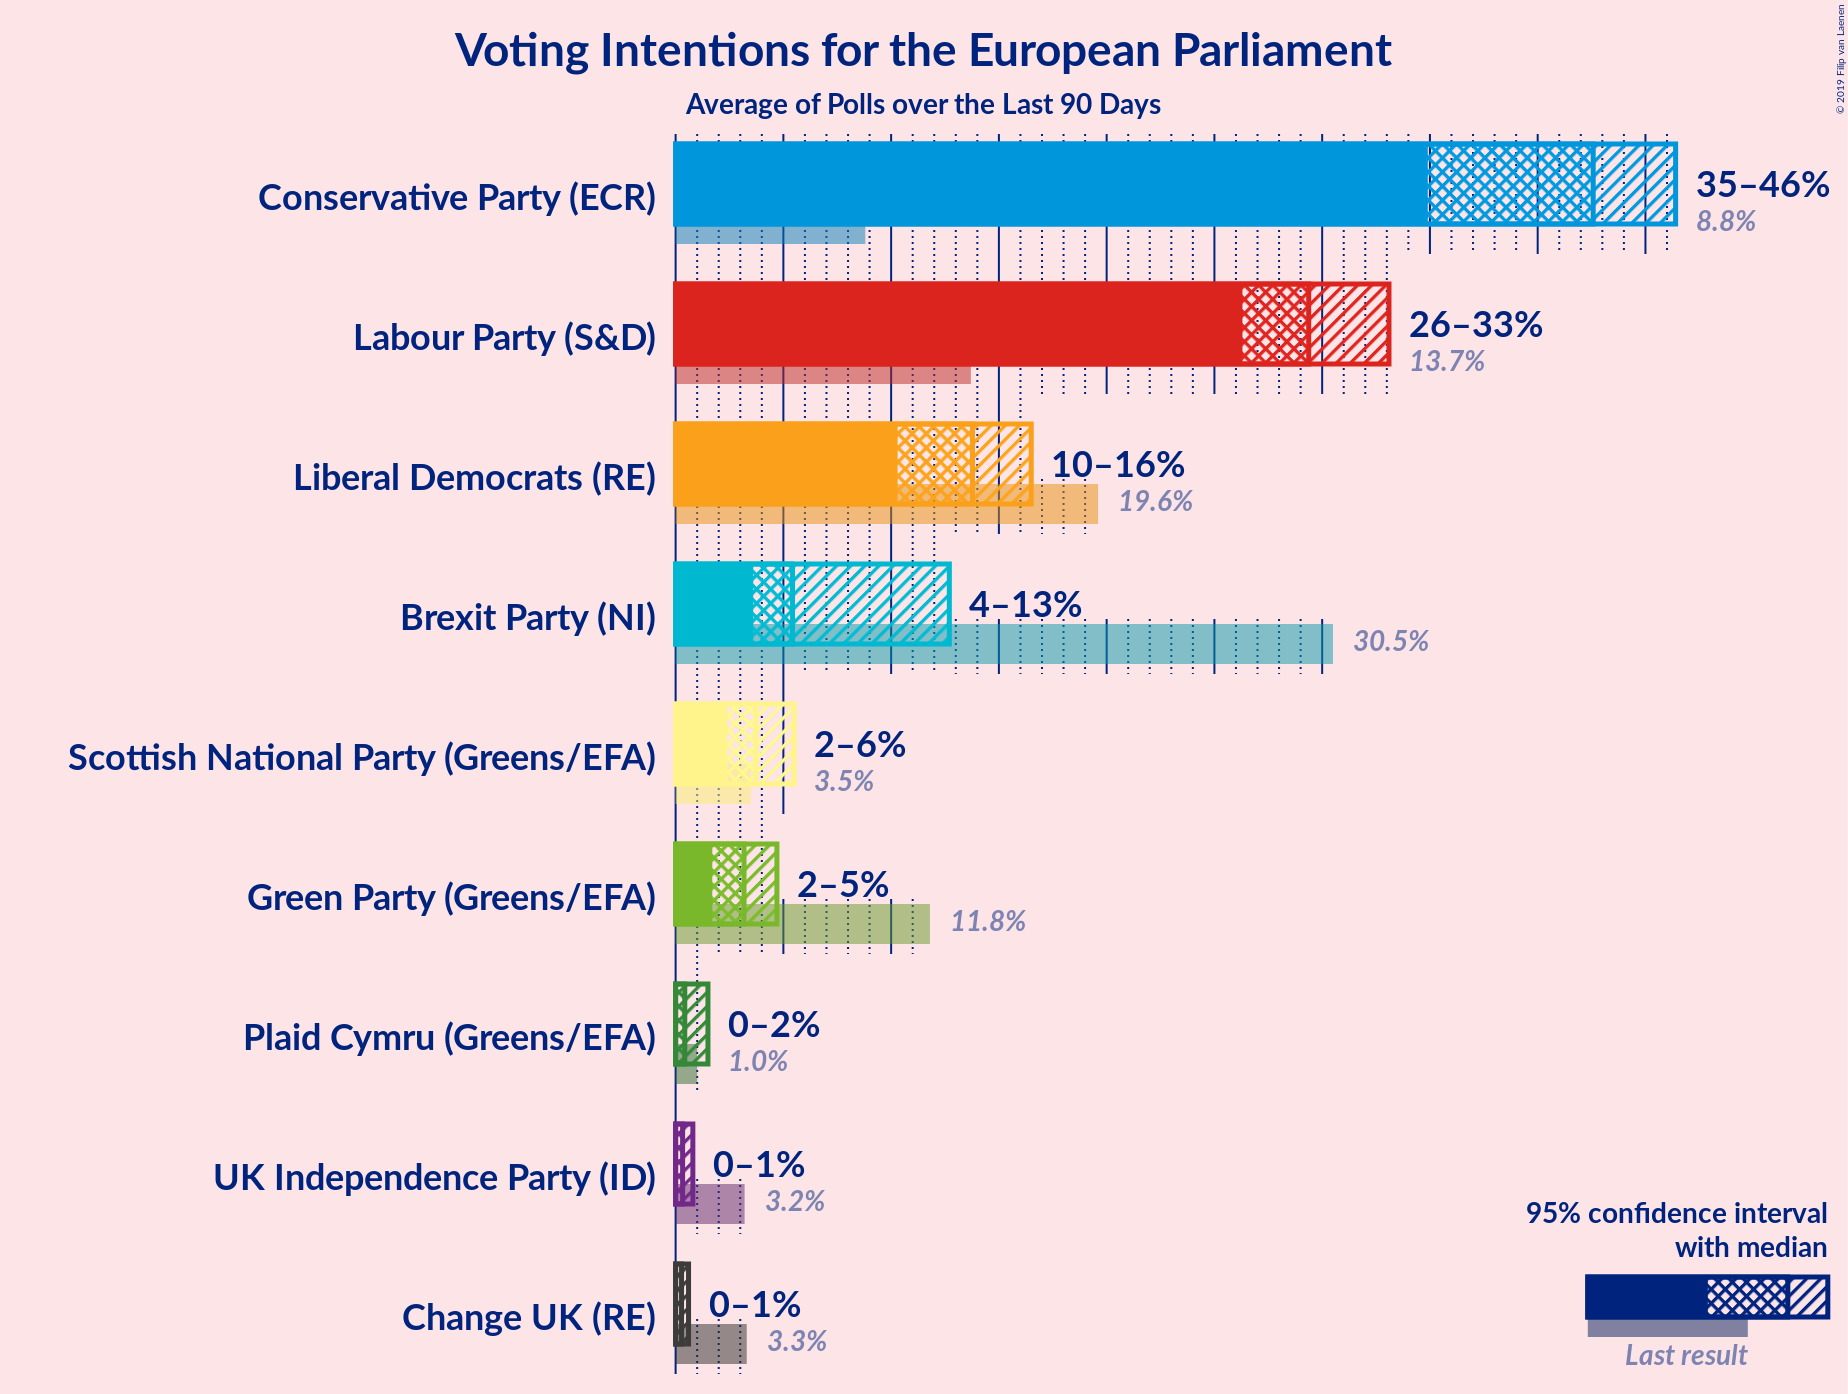 Voting Intentions for the European Parliament
Average of Polls over the Last 90 Days
© 2019 Filip van Laenen
Conservative Party (ECR)
35–46%
8.8%
Labour Party (S&D)
26–33%
13.7%
Liberal Democrats (RE)
10–16%
19.6%
Brexit Party (NI)
4–13%
30.5%
Scottish National Party (Greens/EFA)
2–6%
3.5%
Green Party (Greens/EFA)
2–5%
11.8%
Plaid Cymru (Greens/EFA)
0–2%
1.0%
UK Independence Party (ID)
0–1%
3.2%
Change UK (RE)
0–1%
3.3%
95% confidence interval
with median
Last result